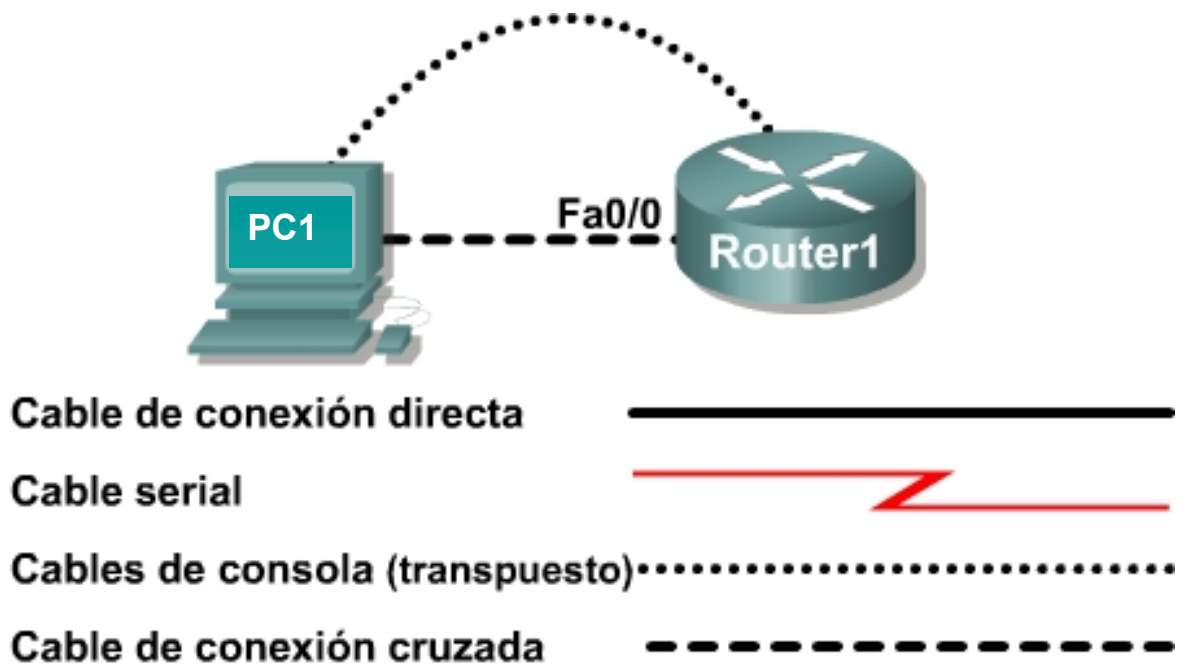 Fa0/0
PC1
Router1
Cable de conexión directa
Cable serial
Cables de consola (transpuesto)
Cable de conexión cruzada